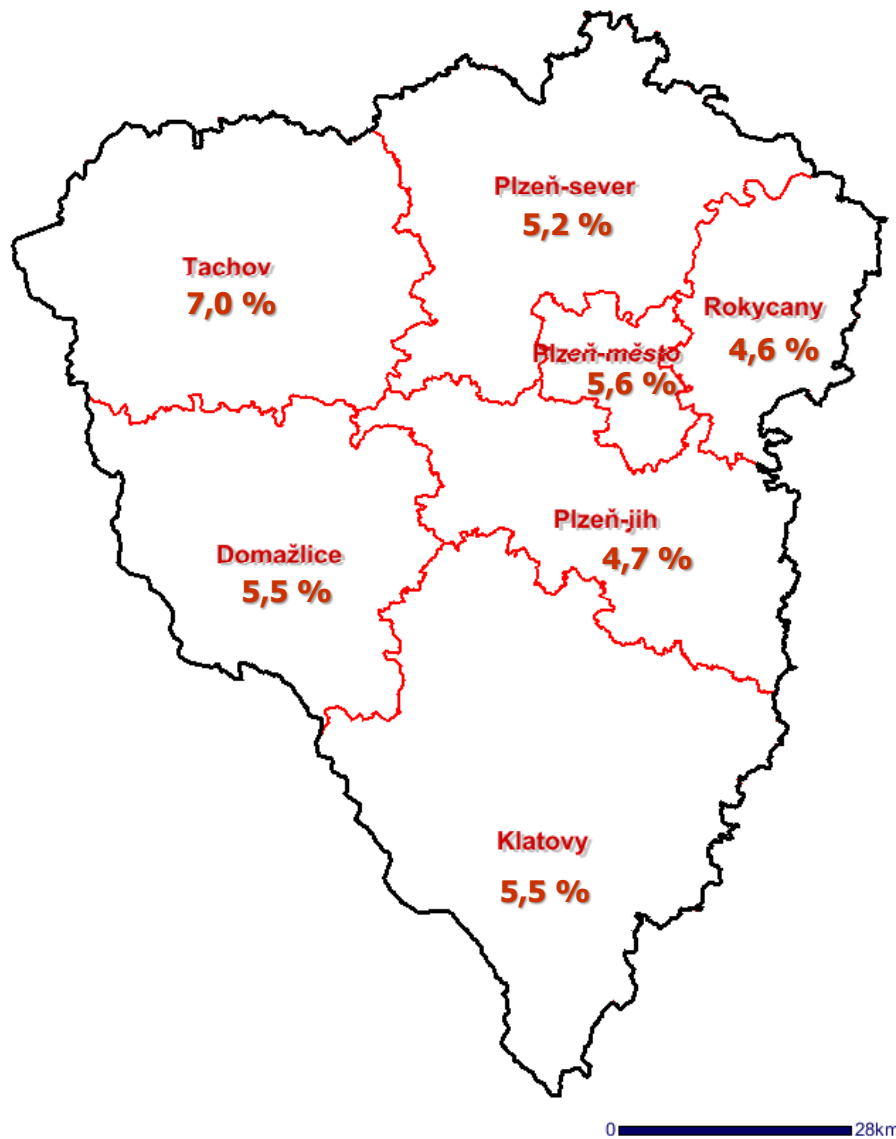 Plzeň-sever
5,2 %
Tachov
7,0 %
Rokycany
4,6 %
Plzeň-město
5,6 %
Plzeň-jih
4,7 %
Domažlice
5,5 %
Klatovy
5,5 %
0 28km